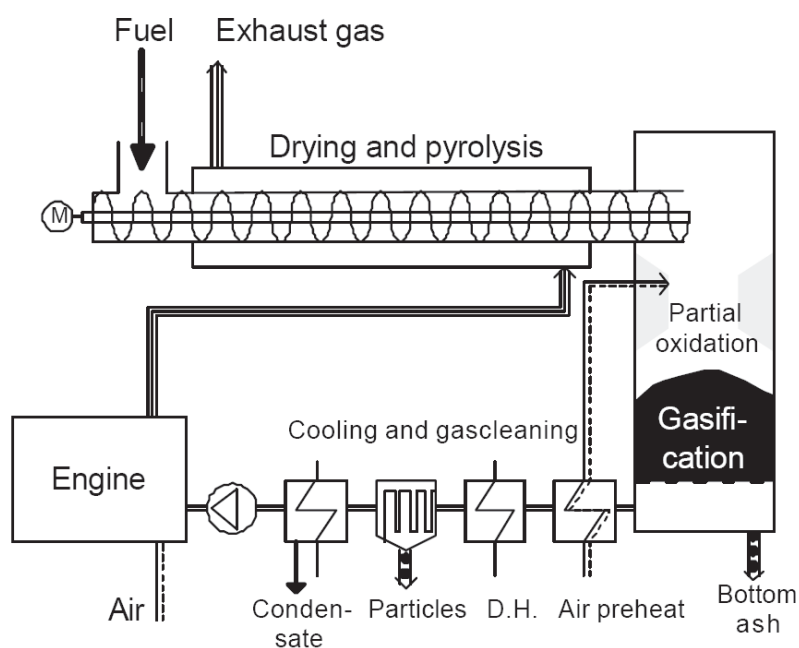 Fuel
Exhaust gas
Drying and pyrolysis
M
Partial
oxidation
Gasifi-
cation
Cooling and gascleaning
Engine
Air
Conden-
sate
Particles
D.H.
Air preheat
Bottom
ash